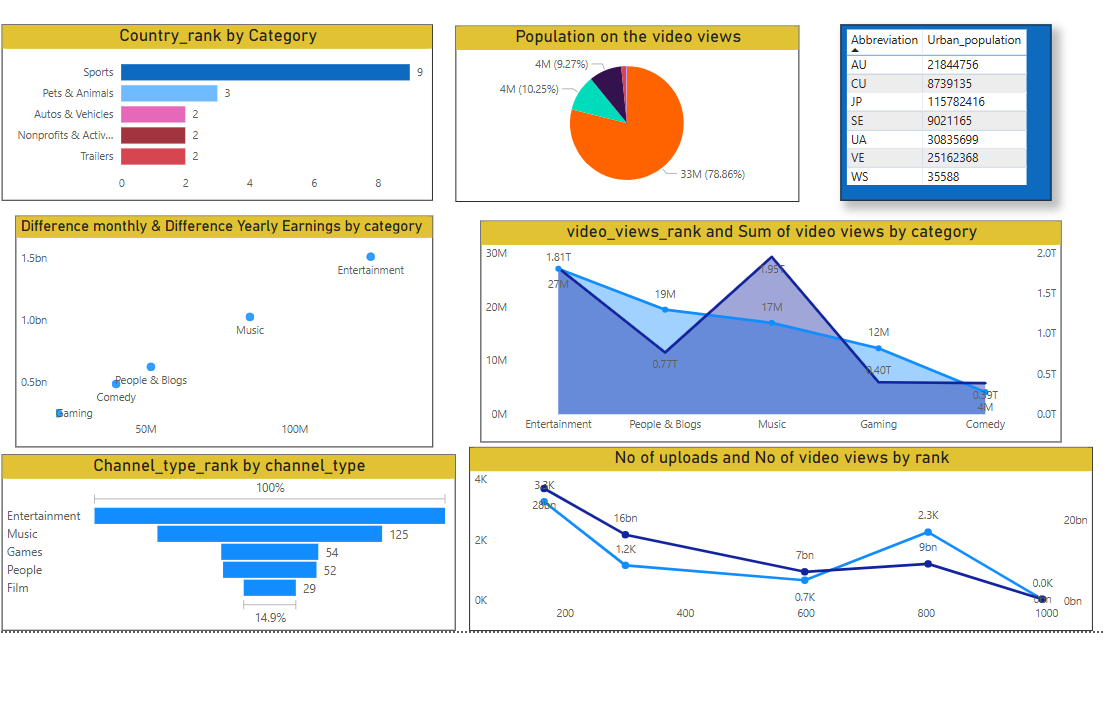 Country_rank by Category
Sports 9
Pets & Animals 3
Autos & Vehicles 2
Nonprofits & Activ... 2
Trailers 2
0 2 4 6 8
Population on the video views
4M (9.27%)
4M (10.25%)
33M (78.86%)
Abbreviation Urban_population
AU 21844756
CU 8739135
JP 115782416
SE 9021165
UA 30835699
VE 25162368
WS 35588
Difference monthly & Difference Yearly Earnings by category
1.5bn
Entertainment
1.0bn
Music
0.5bn
People & Blogs
Comedy
Gaming
50M 100M
video_views_rank and Sum of video views by category
30M 1.81T 2.0T
1.95T
27M
19M 1.5T
20M 17M
12M 1.0T
10M 0.77T 0.40T 0.5T
0.39T
4M
0M 0.0T
Entertainment People & Blogs Music Gaming Comedy
Channel_type_rank by channel_type
100%
Entertainment
Music 125
Games 54
People 52
Film 29
14.9%
No of uploads and No of video views by rank
4K 3.3K
28bn
16bn 2.3K 20bn
2K 1.2K 7bn 9bn
0.7K 0.0K
0K 0bn 0bn
200 400 600 800 1000